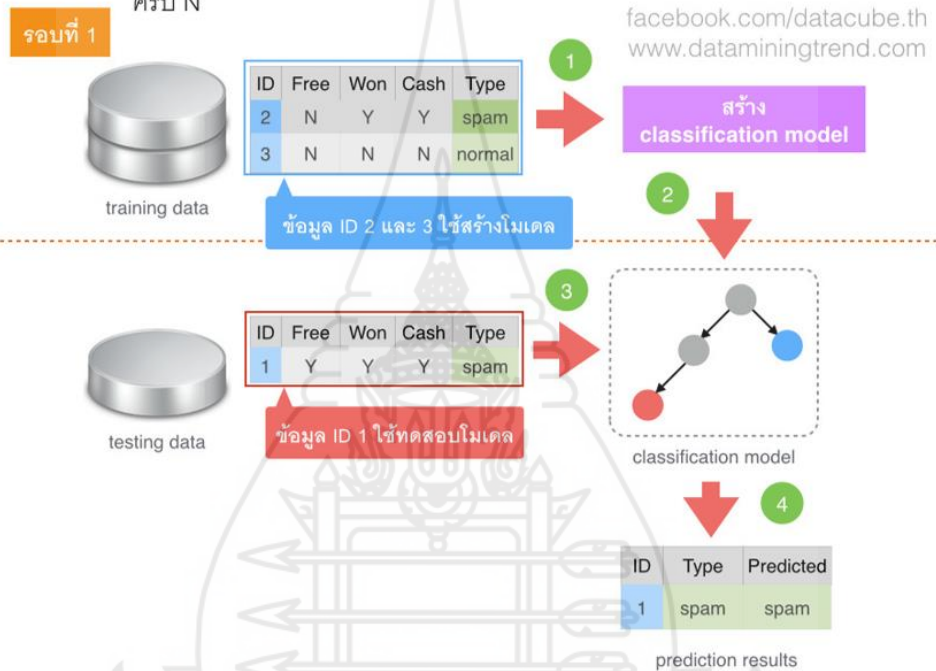 ครบ N
รอบที่ 1
facebook.com/datacube.th
www.dataminingtrend.com
1
ID Free Won Cash Type
2 N Y Y spam
3 N N N normal
training data
ข้อมูล ID 2 และ 3 ใช้สร้างโมเดล
สร้าง
classification model
2
3
ID Free Won Cash Type
1 Y Y Y spam
testing data
ข้อมูล ID 1 ใช้ทดสอบโมเดล
classification model
4
ID Type Predicted
1 spam spam
prediction results